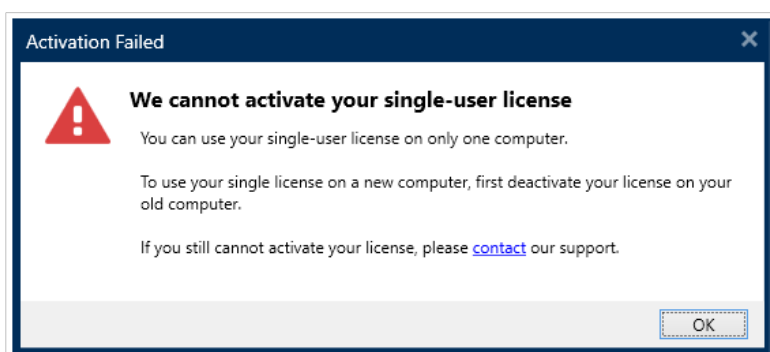 Activation Failed
We cannot activate your single-user license
You can use your single-user license on only one computer.
To use your single license on a new computer, first deactivate your license on your
old computer.
If you still cannot activate your license, please contact our support.
OK